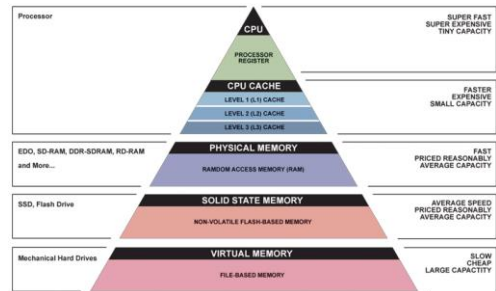 Processor
CPU
SUPER FAST
SUPER EXPENSIVE
TINY CAPACITY
PROCESSOR
REGISTER
CPU CACHE
LEVEL 1 (L1) CACHE
LEVEL 2 (L2) CACHE
LEVEL 3 (L3) CACHE
FASTER
EXPENSIVE
SMALL CAPACITY
EDO, SD-RAM, DDR-SDRAM, RD-RAM
and More...
PHYSICAL MEMORY
RAMDOM ACCESS MEMORY (RAM)
FAST
PRICED REASONABLY
AVERAGE CAPACITY
SSD, Flash Drive
SOLID STATE MEMORY
NON-VOLATILE FLASH-BASED MEMORY
AVERAGE SPEED
PRICED REASONABLY
AVERAGE CAPACITY
Mechanical Hard Drives
VIRTUAL MEMORY
FILE-BASED MEMORY
SLOW
CHEAP
LARGE CAPACTITY